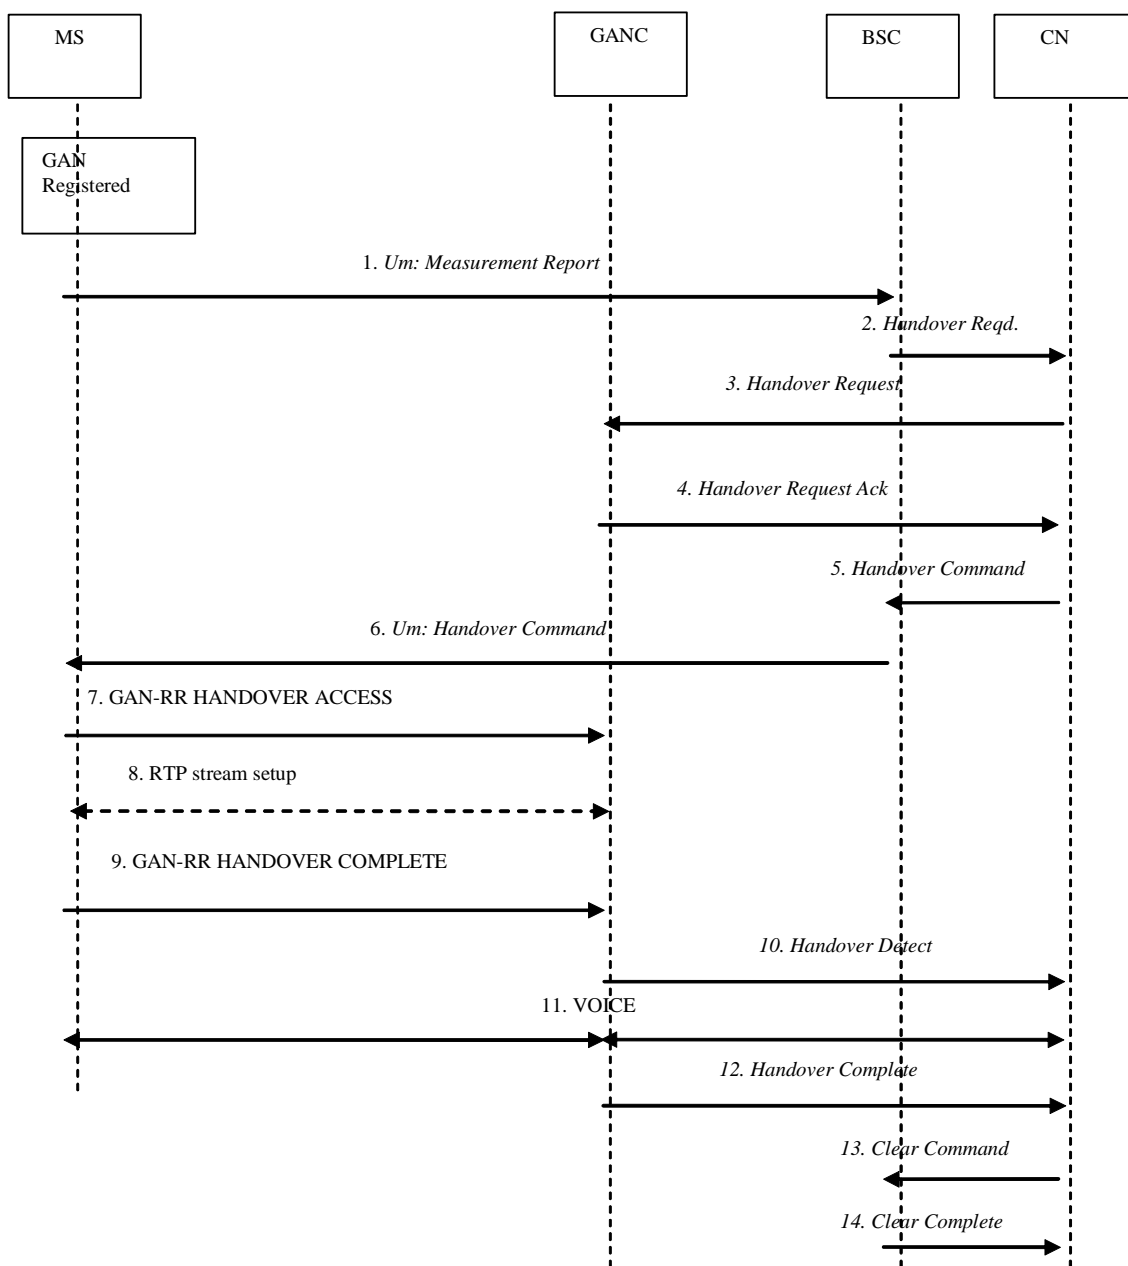 MS
GANC
BSC
CN
GAN
Registered
1. Um: Measurement Report
2. Handover Reqd.
3. Handover Request
4. Handover Request Ack
5. Handover Command
6. Um: Handover Command
7. GAN-RR HANDOVER ACCESS
8. RTP stream setup
9. GAN-RR HANDOVER COMPLETE
10. Handover Detect
11. VOICE
12. Handover Complete
13. Clear Command
14. Clear Complete